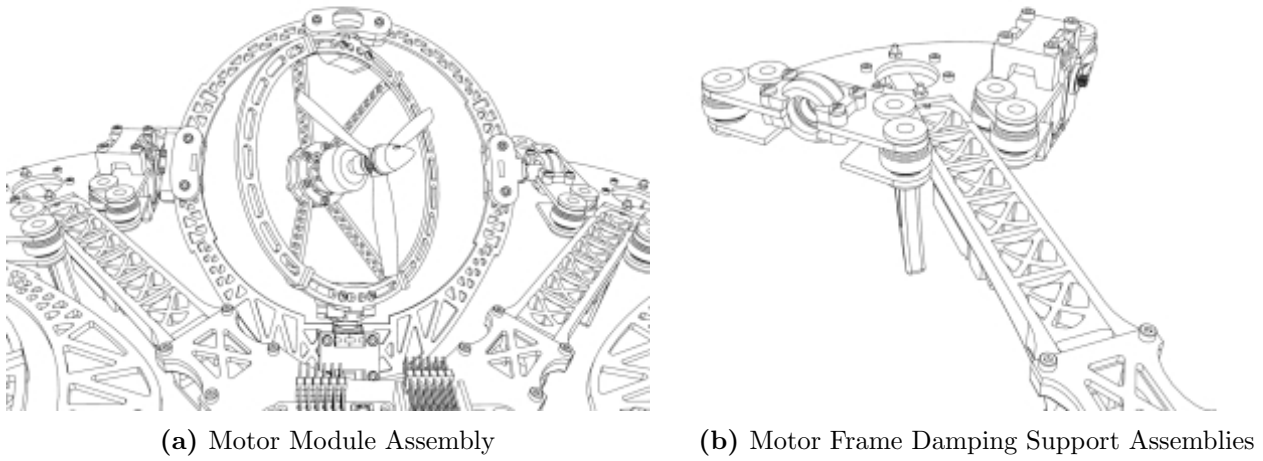 (a) Motor Module Assembly
(b) Motor Frame Damping Support Assemblies